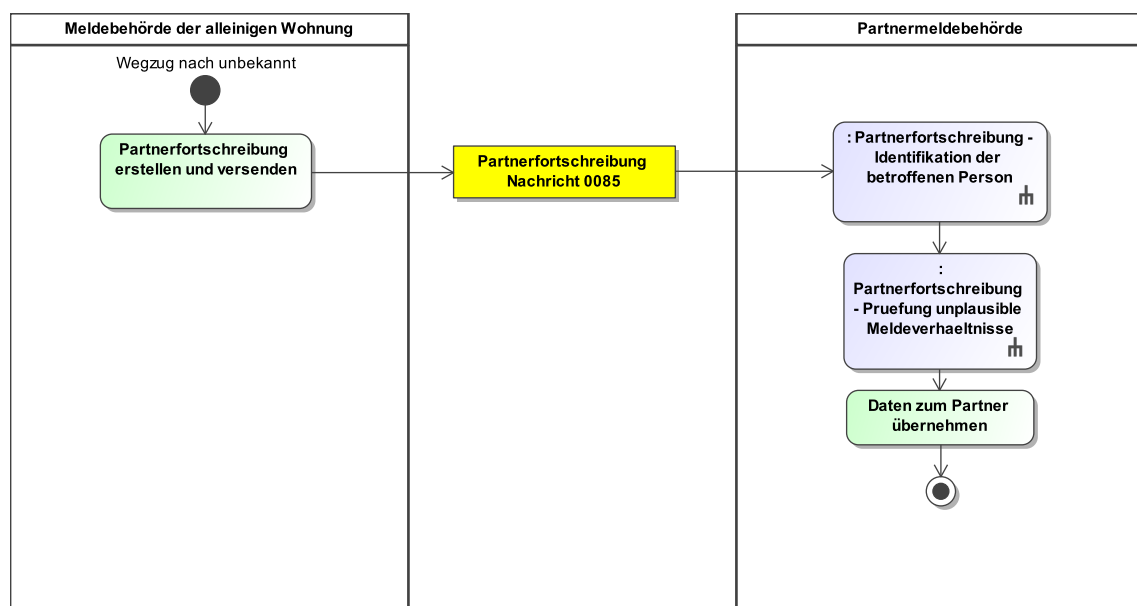 Meldebehörde der alleinigen Wohnung
Partnermeldebehörde
Wegzug nach unbekannt
Partnerfortschreibung
erstellen und versenden
Partnerfortschreibung
Nachricht 0085
: Partnerfortschreibung -
Identifikation der
betroffenen Person
:
Partnerfortschreibung
- Pruefung unplausible
Meldeverhaeltnisse
Daten zum Partner
übernehmen